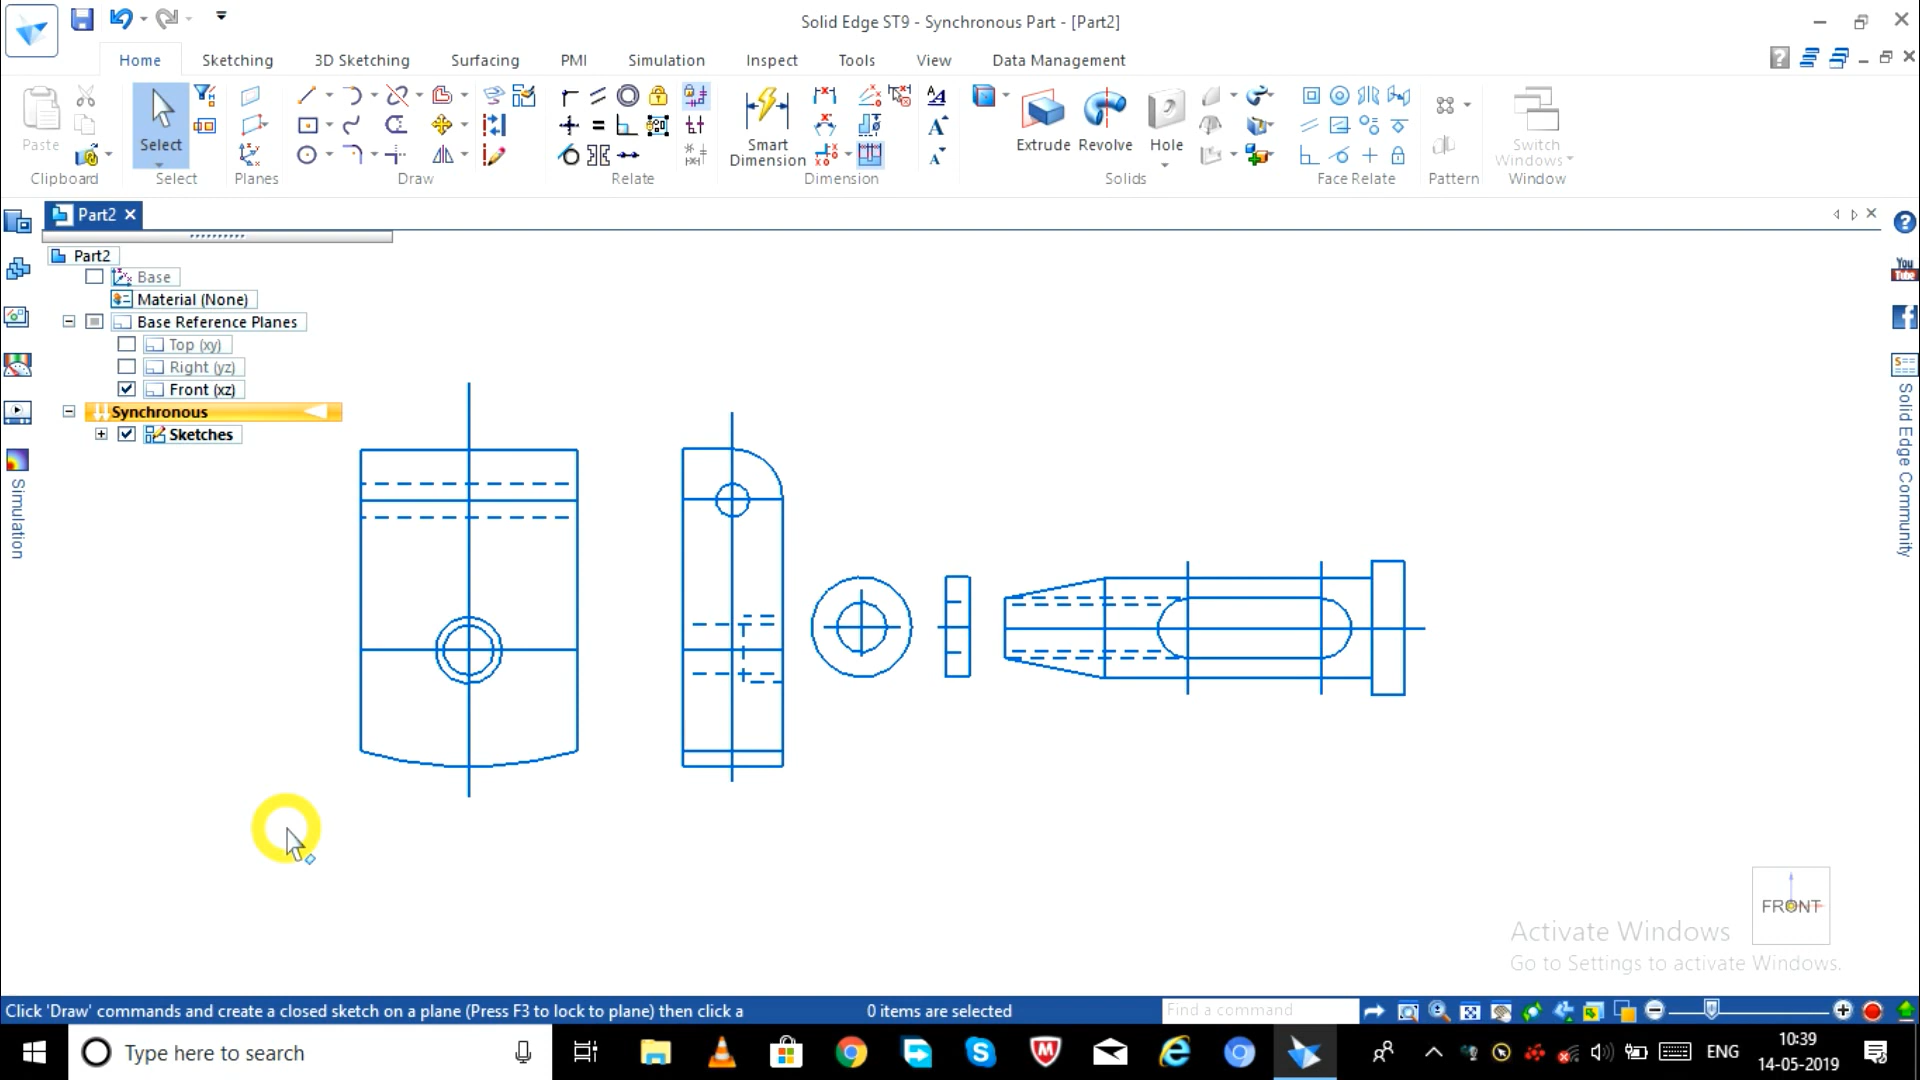 Solid Edge ST9 - Synchronous Part - [Part2]
Home Sketching 3D Sketching Surfacing PMI Simulation Inspect Tools View Data Management
Paste
Select
Smart Dimension
Extrude Revolve Hole
Switch Windows
Clipboard Select Planes Draw Relate Dimension Solids Face Relate Pattern Window
Part2
You Tube
Part2
Base
Material (None)
Base Reference Planes
Top (xy)
Right (yz)
Front (xz)
Synchronous
Sketches
Simulation
Solid Edge Community
FRONT
Activate Windows
Go to Settings to activate Windows.
Click 'Draw' commands and create a closed sketch on a plane (Press F3 to lock to plane) then click a
0 items are selected
Find a command
Type here to search
ENG
10:39
14-05-2019